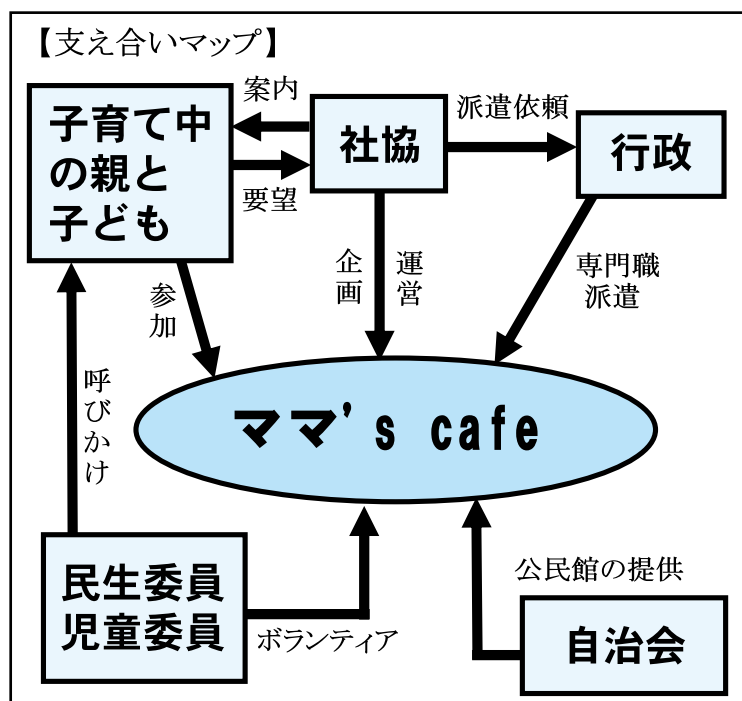 【支え合いマップ】
子育て中
の親と
子ども
案内
要望
社協
派遣依頼
行政
企画
運営
専門職
派遣
参加
ママ's cafe
呼びかけ
民生委員
児童委員
ボランティア
公民館の提供
自治会